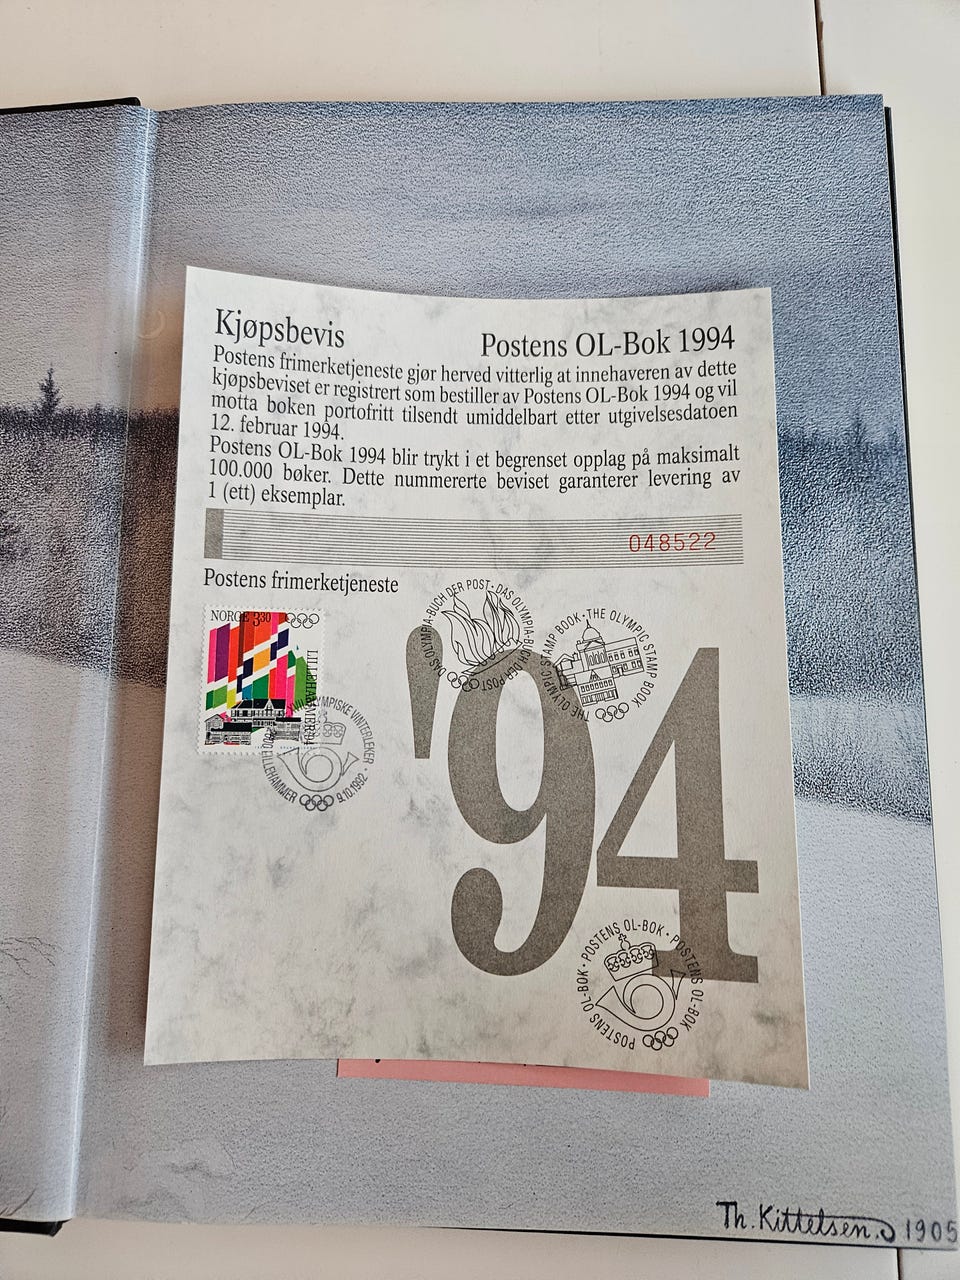 Kjøpsbevis
Postens OL-Bok 1994
Postens frimerketjeneste gjør herved vitterlig at innehaveren av dette
kjøpsbeviset er registrert som bestiller av Postens OL-Bok 1994 og vil
motta boken portofritt tilsendt umiddelbart etter utgivelsesdatoen
12. februar 1994.
Postens OL-Bok 1994 blir trykt i et begrenset opplag på maksimalt
100.000 bøker. Dette nummererte beviset garanterer levering av
1 (ett) eksemplar.
048522
Postens frimerketjeneste
NORGE 3.30
LILLEHAMMER'94
OLYMPISKE VINTERLEKER ·
LILLEHAMMER
9.10.1992
DAS OLYMPIA-BUCH DER POST · DAS OLYMPIA-BUCH DER POST
THE OLYMPIC STAMP BOOK · THE OLYMPIC STAMP BOOK
'94
POSTENS OL-BOK · POSTENS OL-BOK · POSTENS OL-BOK
Th. Kittelsen. 1905